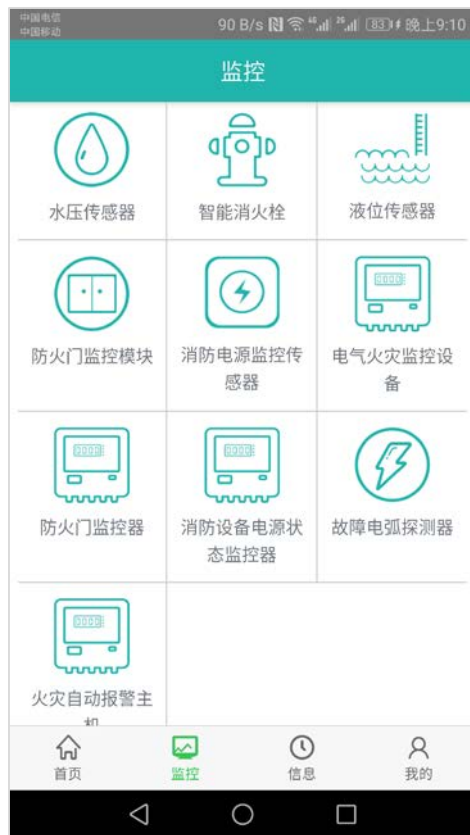 中国电信
中国移动
90 B/s 4G 2G 83 晚上9:10
监控
水压传感器
智能消火栓
液位传感器
防火门监控模块
消防电源监控传
感器
电气火灾监控设
备
防火门监控器
消防设备电源状
态监控器
故障电弧探测器
火灾自动报警主
机
首页
监控
信息
我的